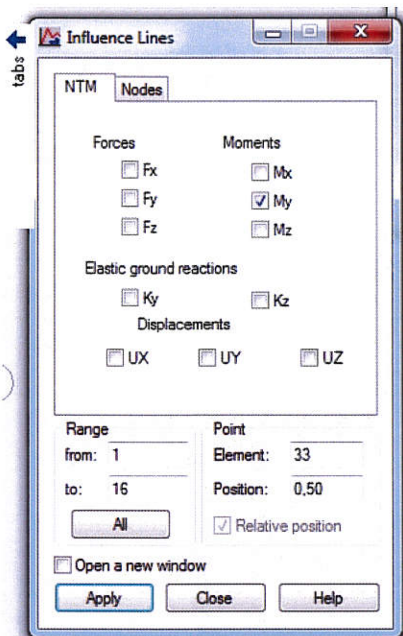 tabs
Influence Lines
NTM Nodes
Forces Moments
Fx Mx
Fy My
Fz Mz
Elastic ground reactions
Ky Kz
Displacements
UX UY UZ
Range Point
from: 1 Element: 33
to: 16 Position: 0,50
All Relative position
Open a new window
Apply Close Help